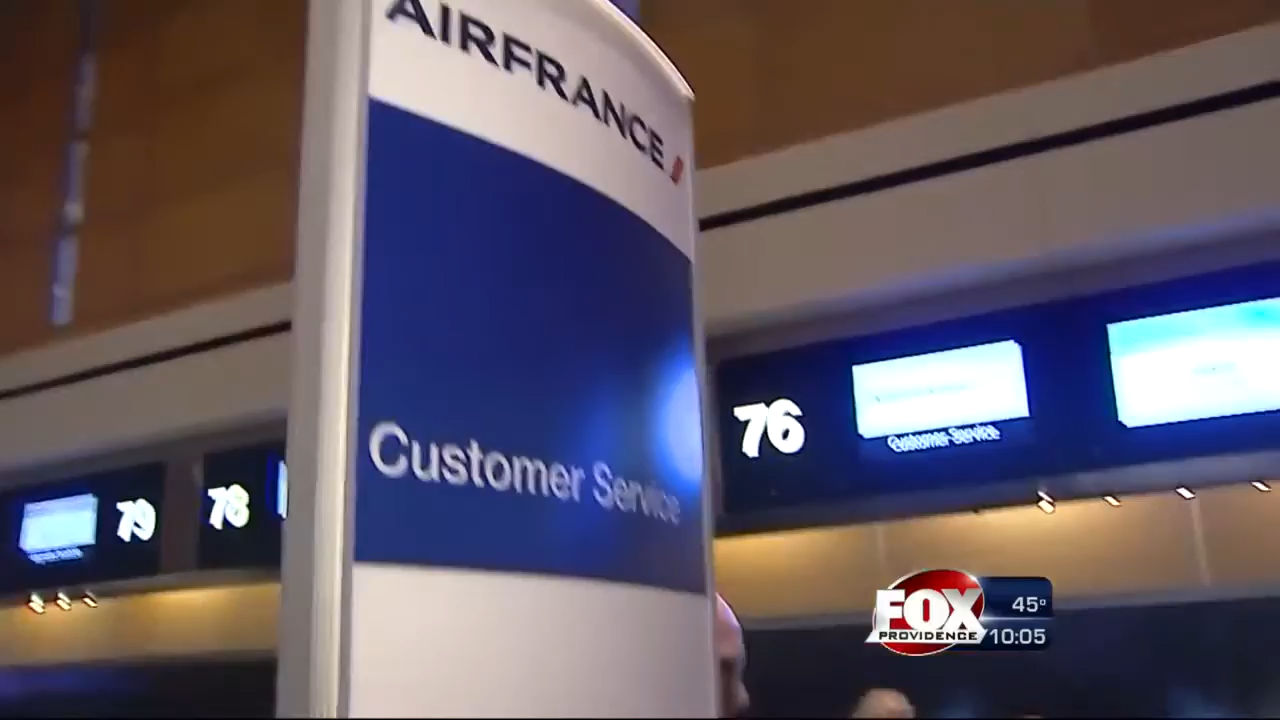 AIRFRANCE
Customer Service
76
Customer Service
79
78
FOX
PROVIDENCE
45°
10:05